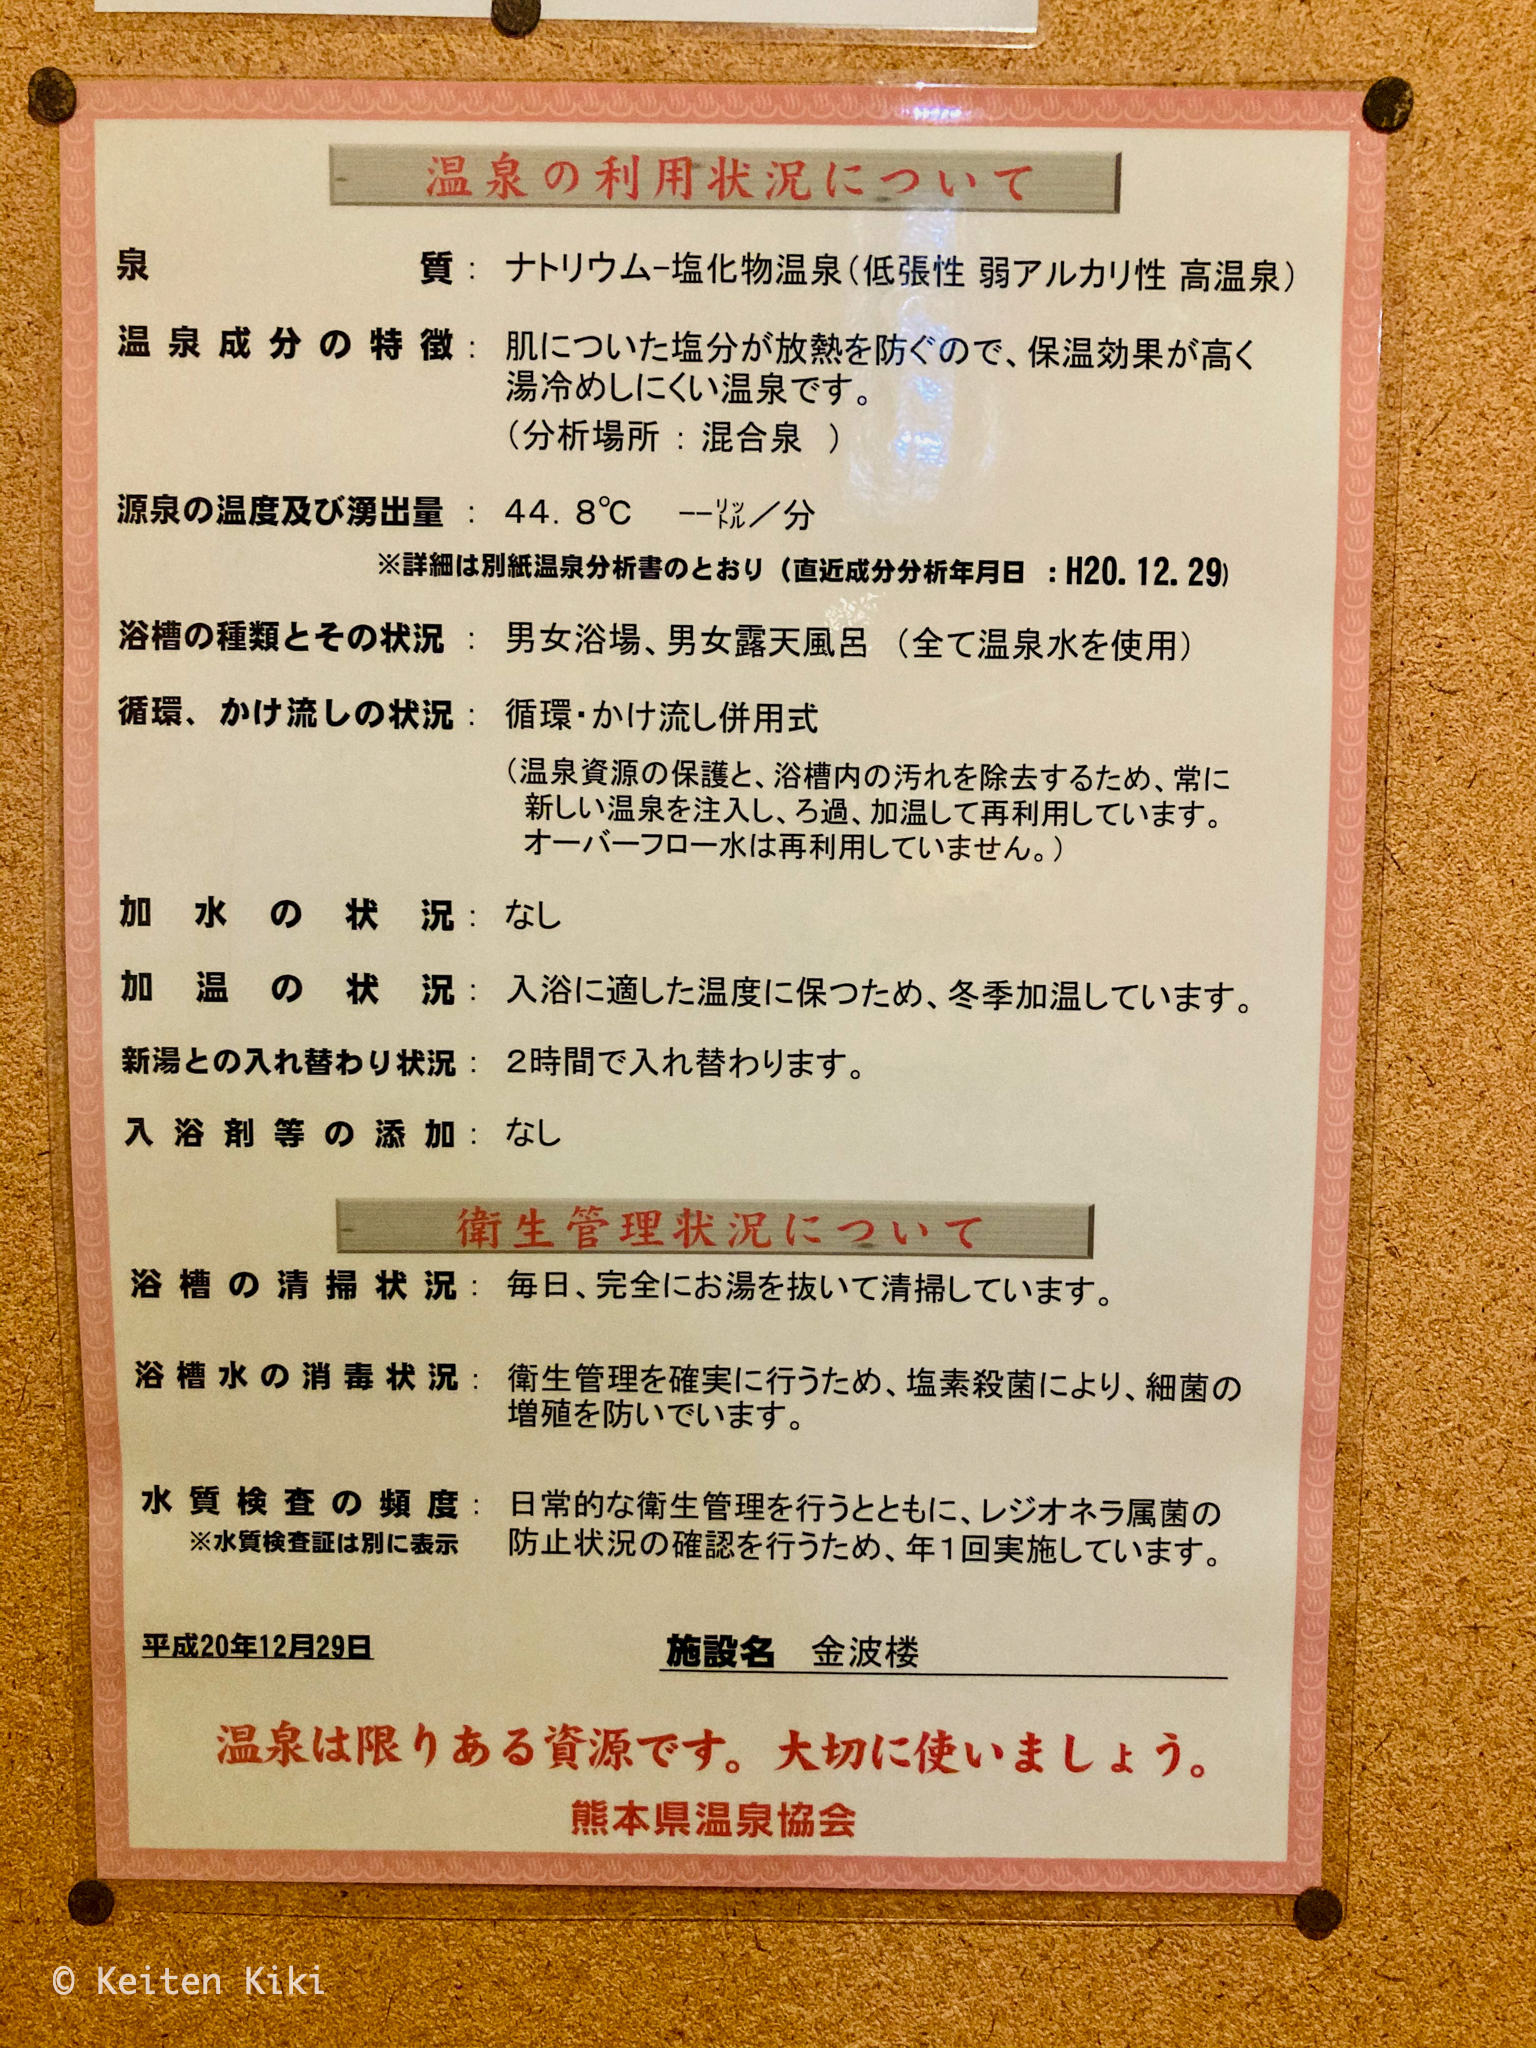 温泉の利用状況について
泉質： ナトリウム−塩化物温泉（低張性 弱アルカリ性 高温泉）
温泉成分の特徴： 肌についた塩分が放熱を防ぐので、保温効果が高く
湯冷めしにくい温泉です。
（分析場所 ： 混合泉 ）
源泉の温度及び湧出量 ： ４４．８℃ −−リットル／分
※詳細は別紙温泉分析書のとおり（直近成分分析年月日 ：H20.12.29)
浴槽の種類とその状況 ： 男女浴場、男女露天風呂 （全て温泉水を使用）
循環、かけ流しの状況： 循環・かけ流し併用式
（温泉資源の保護と、浴槽内の汚れを除去するため、常に
新しい温泉を注入し、ろ過、加温して再利用しています。
オーバーフロー水は再利用していません。）
加水の状況： なし
加温の状況： 入浴に適した温度に保つため、冬季加温しています。
新湯との入れ替わり状況： ２時間で入れ替わります。
入浴剤等の添加： なし
衛生管理状況について
浴槽の清掃状況： 毎日、完全にお湯を抜いて清掃しています。
浴槽水の消毒状況： 衛生管理を確実に行うため、塩素殺菌により、細菌の
増殖を防いでいます。
水質検査の頻度： 日常的な衛生管理を行うとともに、レジオネラ属菌の
※水質検査証は別に表示 防止状況の確認を行うため、年１回実施しています。
平成20年12月29日 施設名 金波楼
温泉は限りある資源です。大切に使いましょう。
熊本県温泉協会
© Keiten Kiki